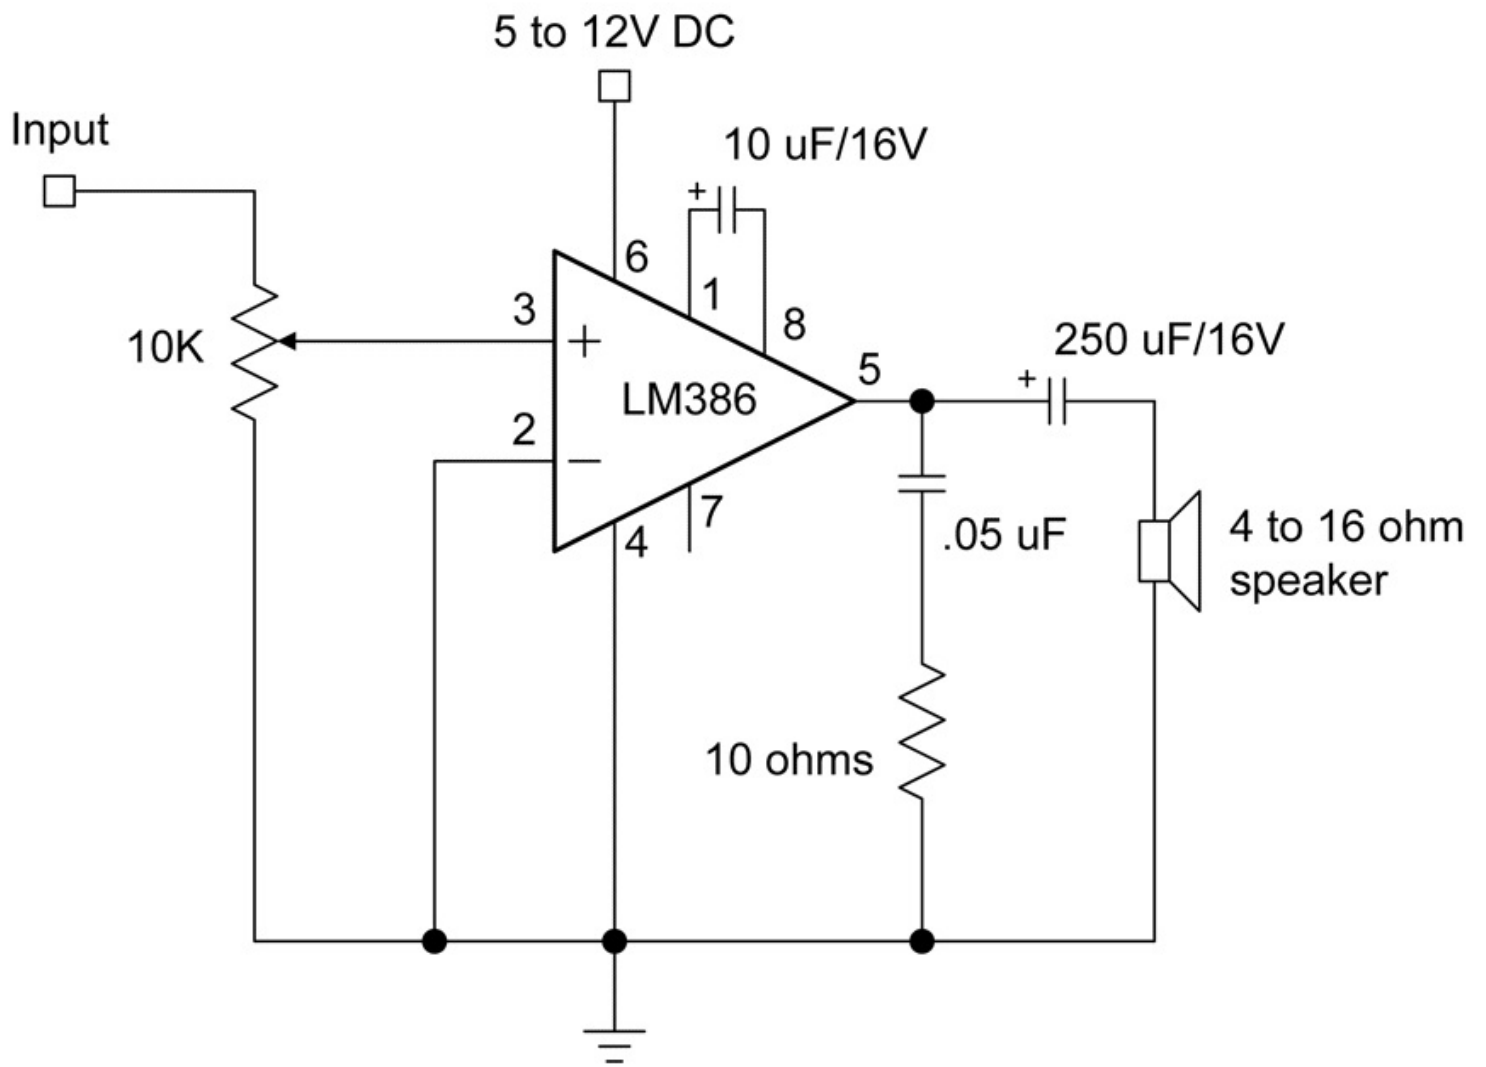 5 to 12V DC
Input
10 uF/16V
+
6
1
3
8
10K
+
250 uF/16V
5
+
LM386
2
−
7
4
.05 uF
4 to 16 ohm
speaker
10 ohms